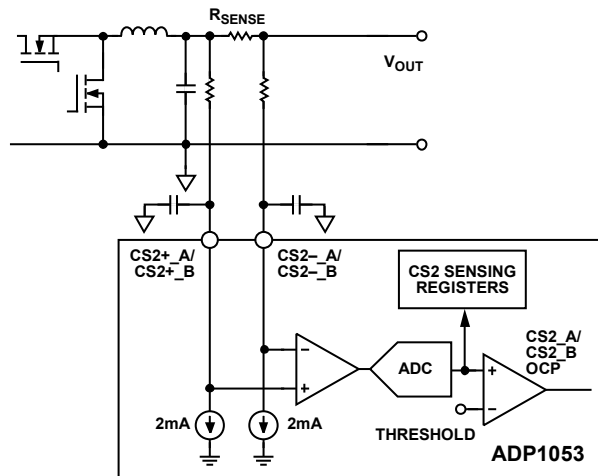 RSENSE
VOUT
CS2+_A/
CS2+_B
CS2–_A/
CS2–_B
CS2 SENSING
REGISTERS
CS2_A/
CS2_B
OCP
ADC
+
−
−
+
2mA
2mA
THRESHOLD
ADP1053